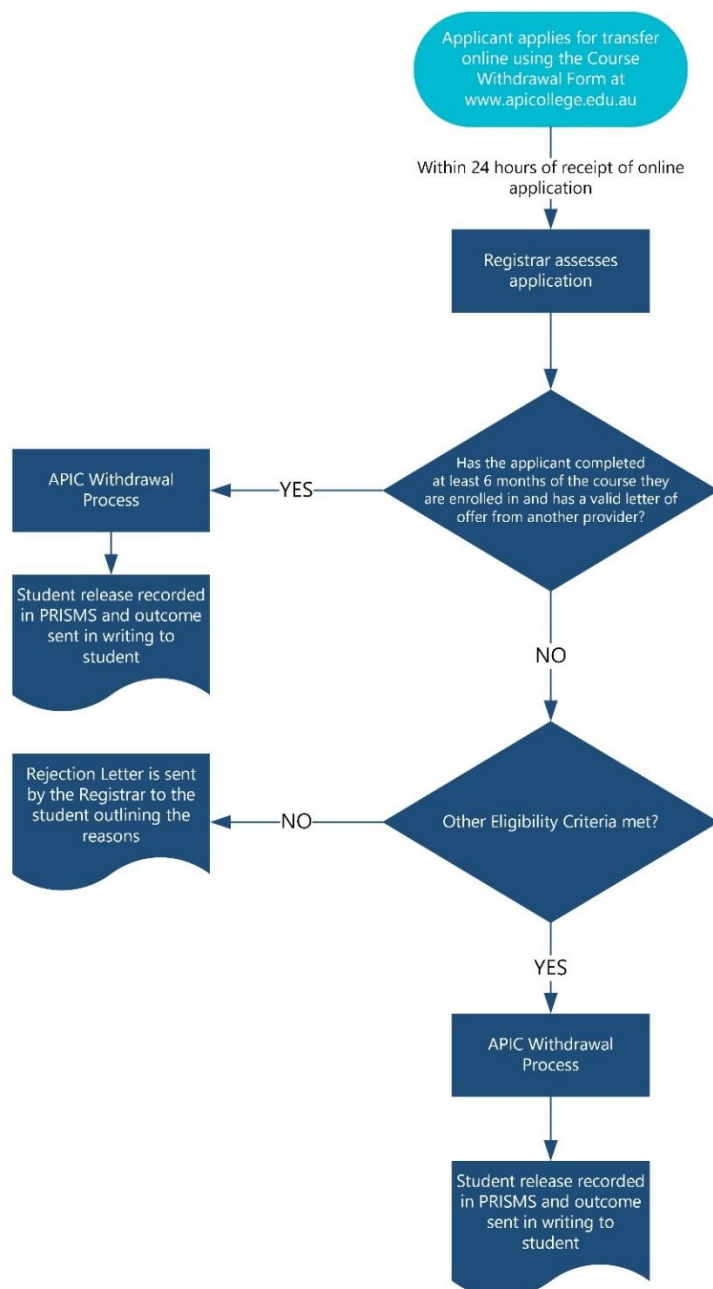 Applicant applies for transfer
online using the Course
Withdrawal Form at
www.apicollege.edu.au
Within 24 hours of receipt of online
application
Registrar assesses
application
Has the applicant completed
at least 6 months of the course they
are enrolled in and has a valid letter of
offer from another provider?
YES
APIC Withdrawal
Process
Student release recorded
in PRISMS and outcome
sent in writing to
student
NO
Other Eligibility Criteria met?
NO
Rejection Letter is sent
by the Registrar to the
student outlining the
reasons
YES
APIC Withdrawal
Process
Student release recorded
in PRISMS and outcome
sent in writing to
student